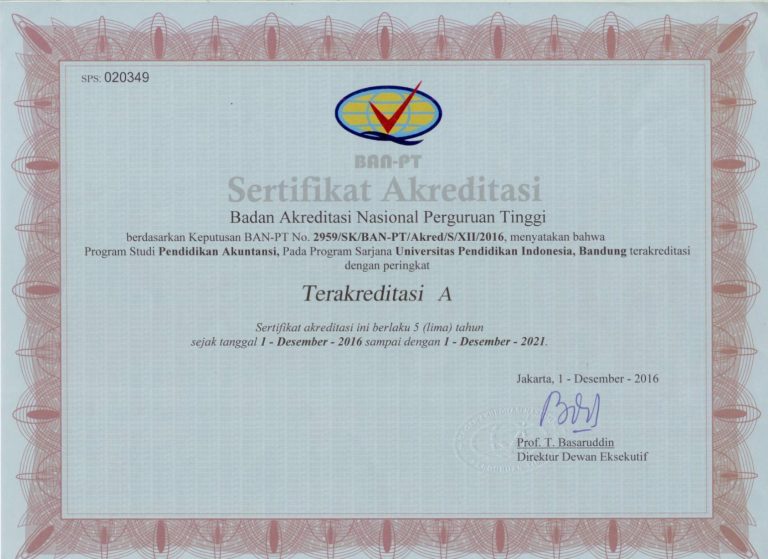 SPS: 020349
BAN-PT
Sertifikat Akreditasi
Badan Akreditasi Nasional Perguruan Tinggi
berdasarkan Keputusan BAN-PT No. 2959/SK/BAN-PT/Akred/S/XII/2016, menyatakan bahwa
Program Studi Pendidikan Akuntansi, Pada Program Sarjana Universitas Pendidikan Indonesia, Bandung terakreditasi
dengan peringkat
Terakreditasi A
Sertifikat akreditasi ini berlaku 5 (lima) tahun
sejak tanggal 1 - Desember - 2016 sampai dengan 1 - Desember - 2021.
Jakarta, 1 - Desember - 2016
Prof. T. Basaruddin
Direktur Dewan Eksekutif